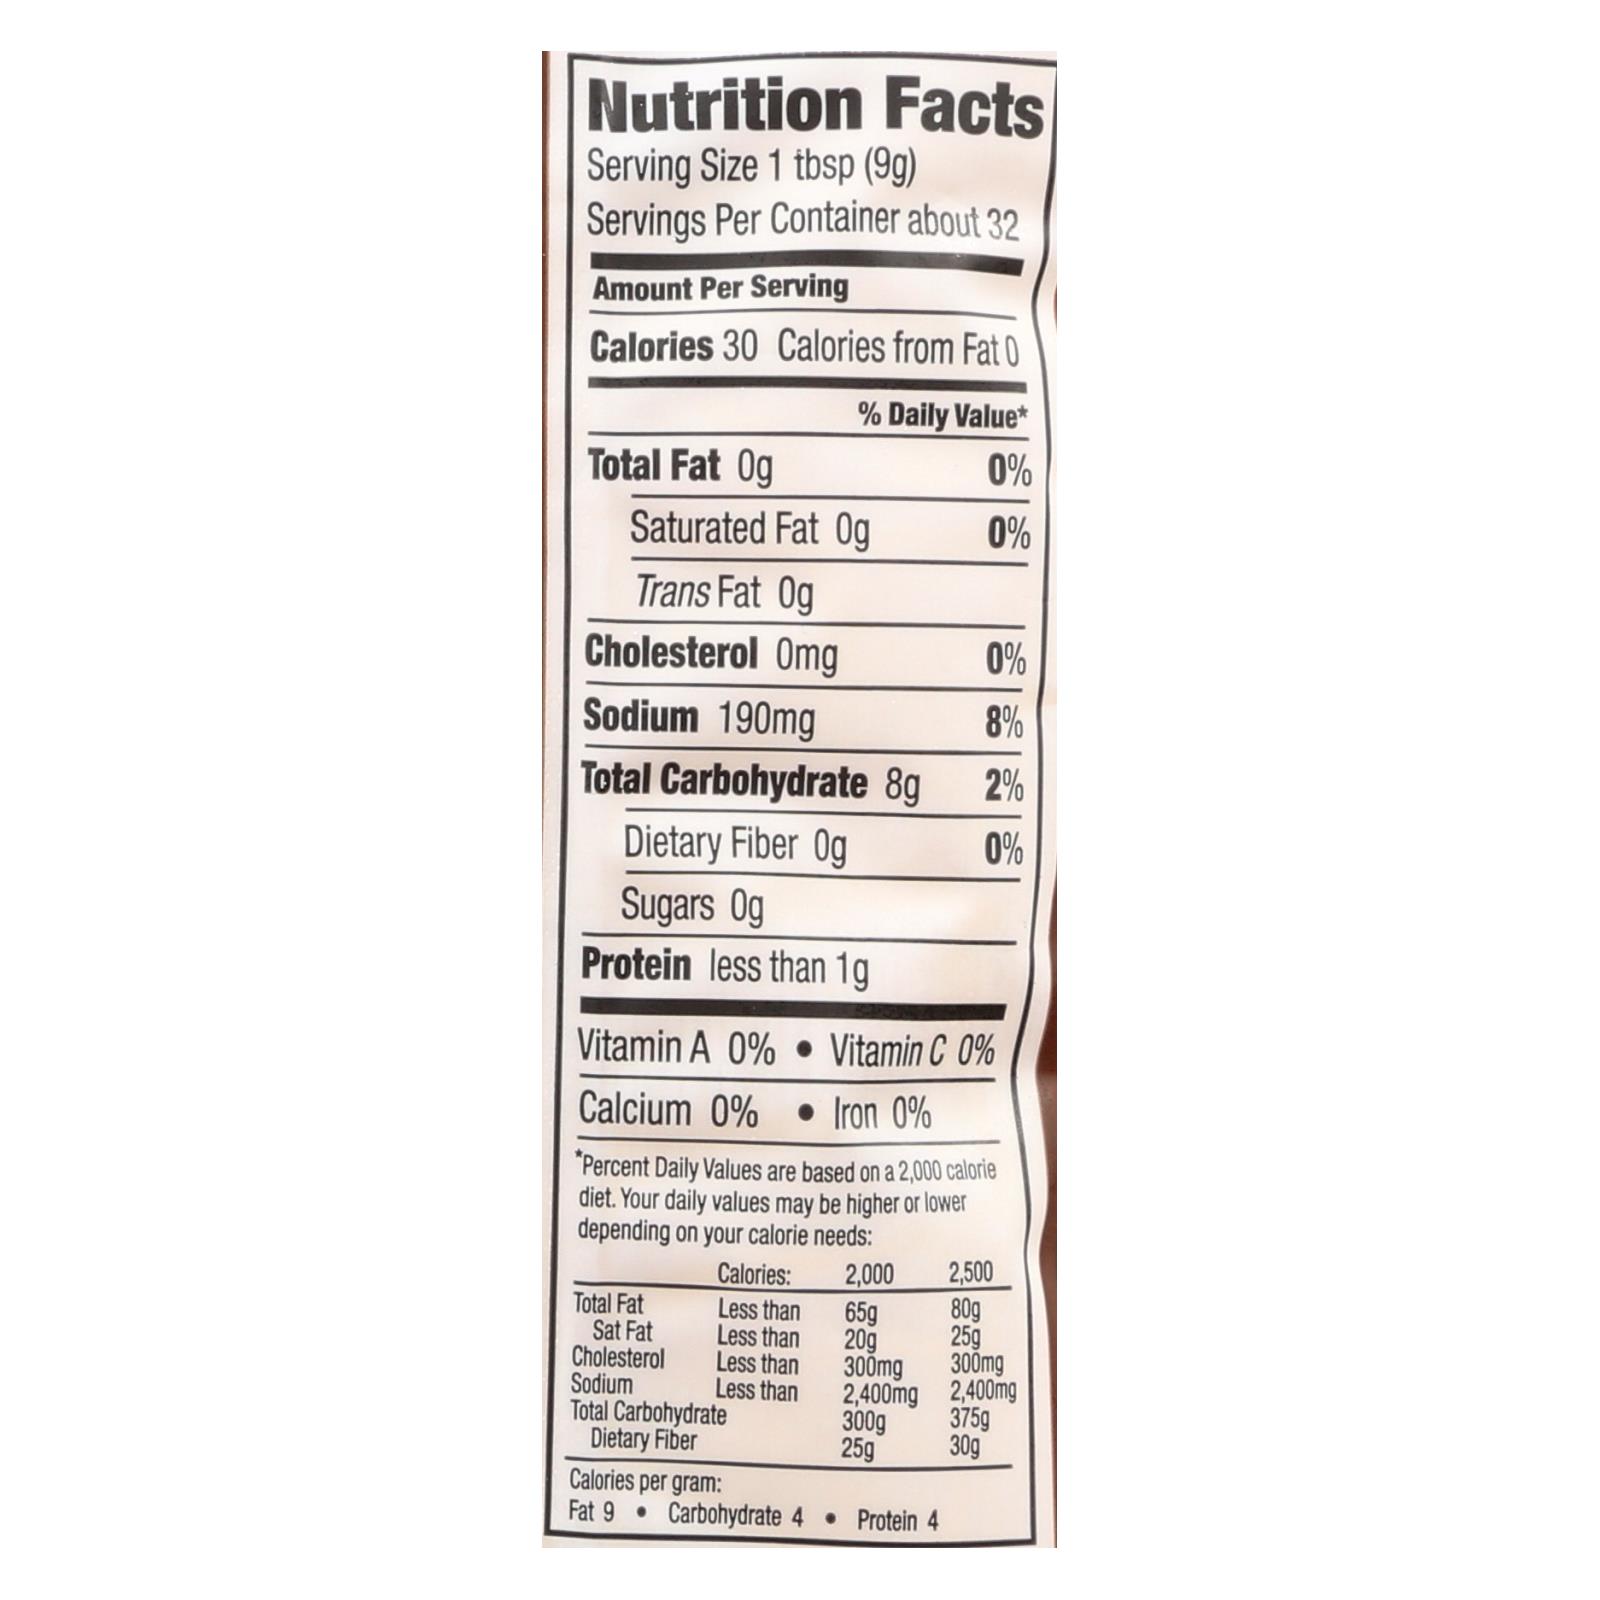 Nutrition Facts
Serving Size 1 tbsp (9g)
Servings Per Container about 32
Amount Per Serving
Calories 30 Calories from Fat 0
% Daily Value*
Total Fat 0g 0%
Saturated Fat 0g 0%
Trans Fat 0g
Cholesterol 0mg 0%
Sodium 190mg 8%
Total Carbohydrate 8g 2%
Dietary Fiber 0g 0%
Sugars 0g
Protein less than 1g
Vitamin A 0% • Vitamin C 0%
Calcium 0% • Iron 0%
*Percent Daily Values are based on a 2,000 calorie
diet. Your daily values may be higher or lower
depending on your calorie needs:
Calories: 2,000 2,500
Total Fat Less than 65g 80g
Sat Fat Less than 20g 25g
Cholesterol Less than 300mg 300mg
Sodium Less than 2,400mg 2,400mg
Total Carbohydrate 300g 375g
Dietary Fiber 25g 30g
Calories per gram:
Fat 9 • Carbohydrate 4 • Protein 4